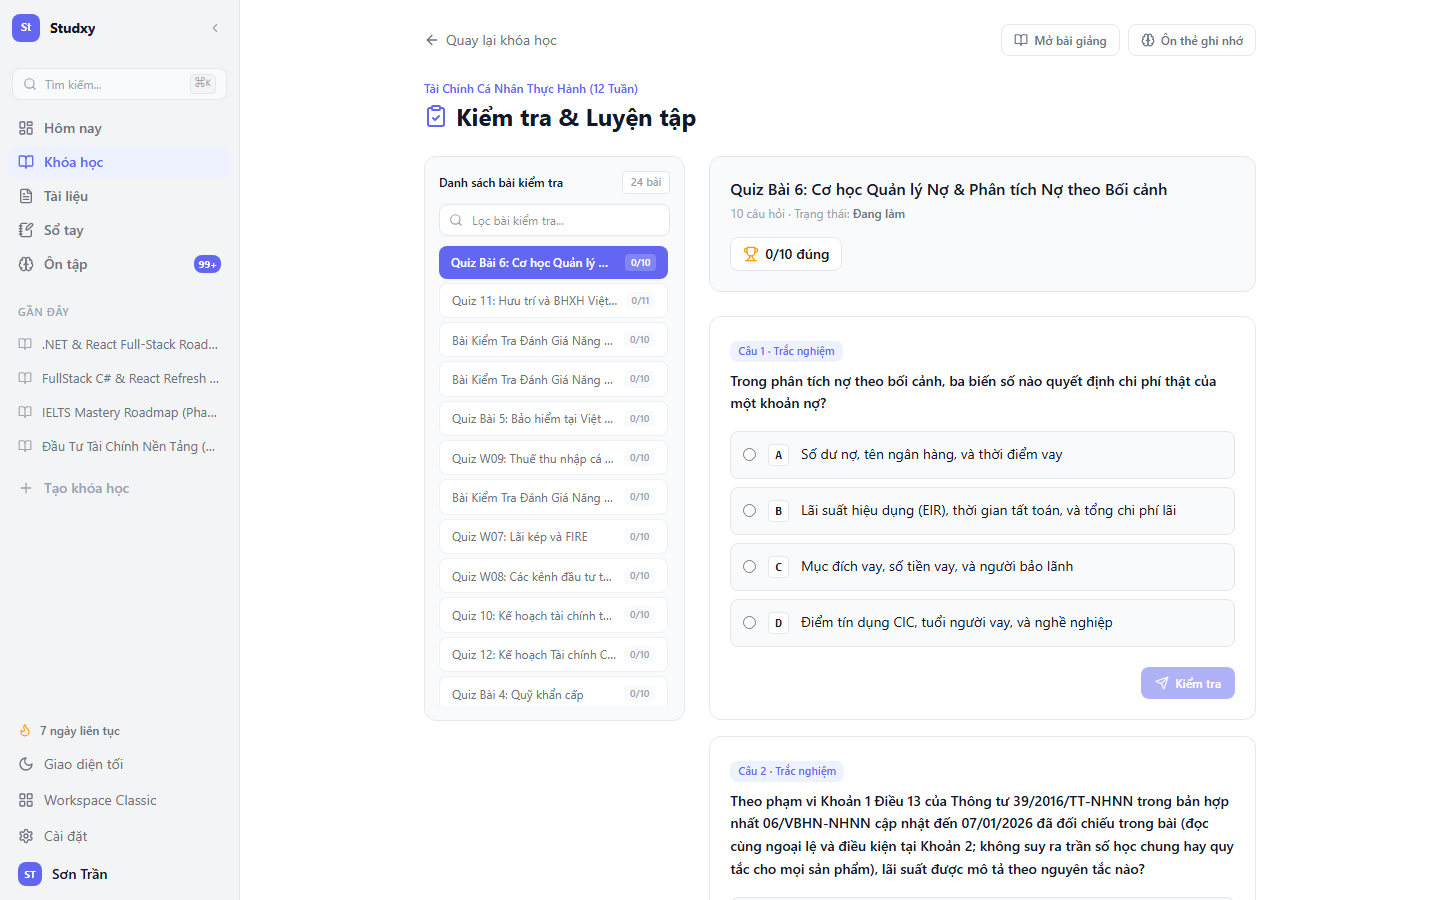 St Studxy
Tìm kiếm... ⌘K
Hôm nay
Khóa học
Tài liệu
Sổ tay
Ôn tập 99+
GẦN ĐÂY
.NET & React Full-Stack Road...
FullStack C# & React Refresh ...
IELTS Mastery Roadmap (Pha...
Đầu Tư Tài Chính Nền Tảng (...
Tạo khóa học
7 ngày liên tục
Giao diện tối
Workspace Classic
Cài đặt
ST Sơn Trần
Quay lại khóa học
Mở bài giảng
Ôn thẻ ghi nhớ
Tài Chính Cá Nhân Thực Hành (12 Tuần)
Kiểm tra & Luyện tập
Danh sách bài kiểm tra 24 bài
Lọc bài kiểm tra...
Quiz Bài 6: Cơ học Quản lý ... 0/10
Quiz 11: Hưu trí và BHXH Việt... 0/11
Bài Kiểm Tra Đánh Giá Năng ... 0/10
Bài Kiểm Tra Đánh Giá Năng ... 0/10
Quiz Bài 5: Bảo hiểm tại Việt ... 0/10
Quiz W09: Thuế thu nhập cá ... 0/10
Bài Kiểm Tra Đánh Giá Năng ... 0/10
Quiz W07: Lãi kép và FIRE 0/10
Quiz W08: Các kênh đầu tư t... 0/10
Quiz 10: Kế hoạch tài chính t... 0/10
Quiz 12: Kế hoạch Tài chính C... 0/10
Quiz Bài 4: Quỹ khẩn cấp 0/10
Quiz Bài 6: Cơ học Quản lý Nợ & Phân tích Nợ theo Bối cảnh
10 câu hỏi · Trạng thái: Đang làm
0/10 đúng
Câu 1 · Trắc nghiệm
Trong phân tích nợ theo bối cảnh, ba biến số nào quyết định chi phí thật của
một khoản nợ?
A Số dư nợ, tên ngân hàng, và thời điểm vay
B Lãi suất hiệu dụng (EIR), thời gian tất toán, và tổng chi phí lãi
C Mục đích vay, số tiền vay, và người bảo lãnh
D Điểm tín dụng CIC, tuổi người vay, và nghề nghiệp
Kiểm tra
Câu 2 · Trắc nghiệm
Theo phạm vi Khoản 1 Điều 13 của Thông tư 39/2016/TT-NHNN trong bản hợp
nhất 06/VBHN-NHNN cập nhật đến 07/01/2026 đã đối chiếu trong bài (đọc
cùng ngoại lệ và điều kiện tại Khoản 2; không suy ra trần số học chung hay quy
tắc cho mọi sản phẩm), lãi suất được mô tả theo nguyên tắc nào?